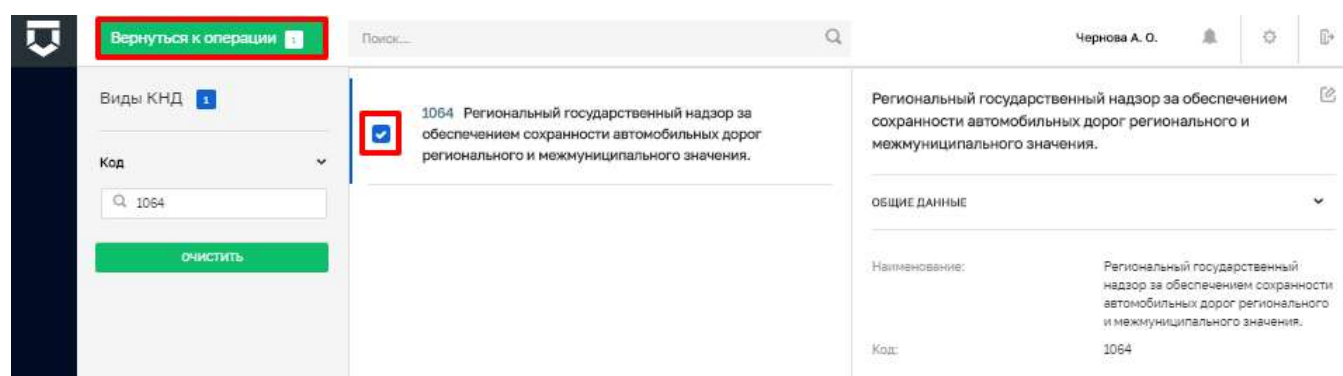 Вернуться к операции 1
Поиск...
Чернова А. О.
Виды КНД 1
Код
1064
ОЧИСТИТЬ
1064 Региональный государственный надзор за
обеспечением сохранности автомобильных дорог
регионального и межмуниципального значения.
Региональный государственный надзор за обеспечением
сохранности автомобильных дорог регионального и
межмуниципального значения.
ОБЩИЕ ДАННЫЕ
Наименование:
Региональный государственный
надзор за обеспечением сохранности
автомобильных дорог регионального
и межмуниципального значения.
Код:
1064